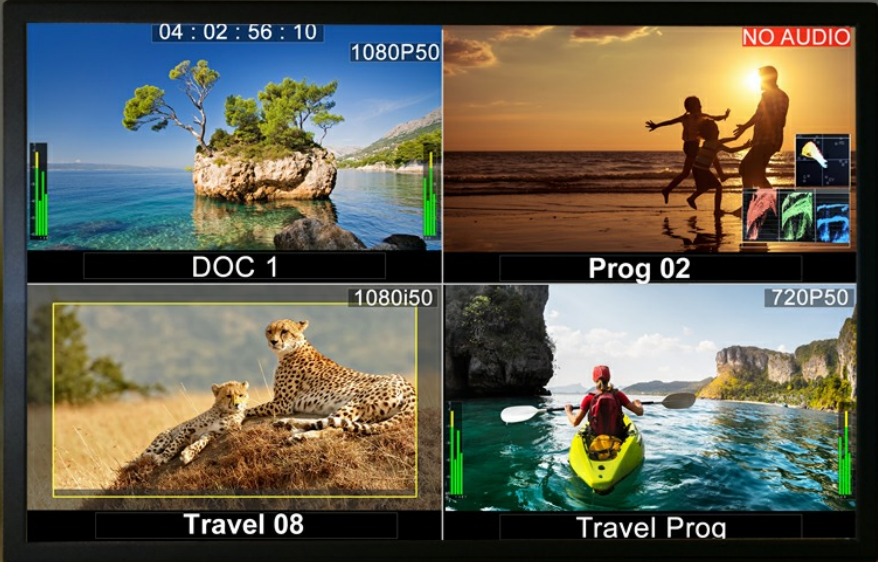 04 : 02 : 56 : 10
1080P50
DOC 1
NO AUDIO
Prog 02
1080i50
Travel 08
720P50
Travel Prog